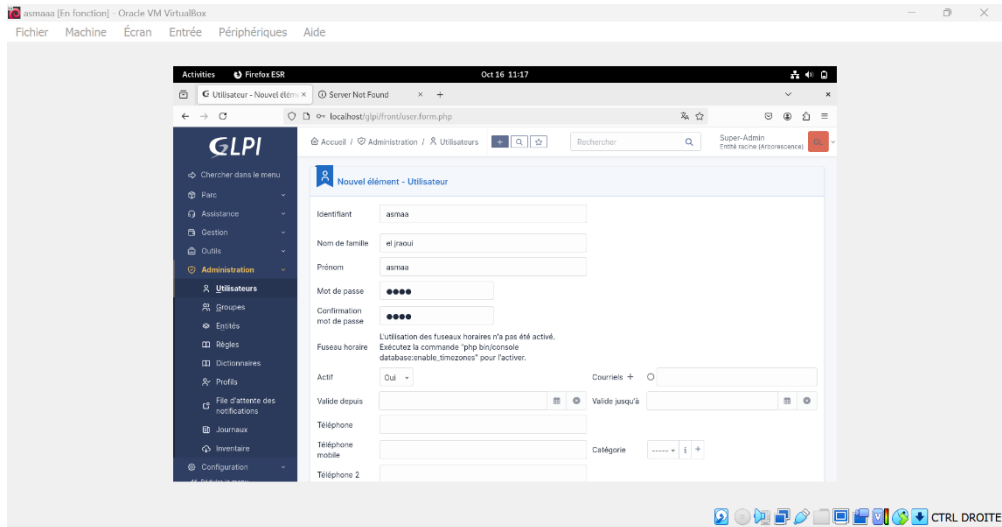 asmaaa [En fonction] - Oracle VM VirtualBox
Fichier Machine Écran Entrée Périphériques Aide
Activities Firefox ESR Oct 16 11:17
Utilisateur - Nouvel élém Server Not Found
localhost/glpi/front/user.form.php
GLPI
Accueil / Administration / Utilisateurs
Rechercher
Super-Admin
Entité racine (Arborescence)
Chercher dans le menu
Parc
Assistance
Gestion
Outils
Administration
Utilisateurs
Groupes
Entités
Règles
Dictionnaires
Profils
File d'attente des
notifications
Journaux
Inventaire
Configuration
Nouvel élément - Utilisateur
Identifiant asmaa
Nom de famille el jraoui
Prénom asmaa
Mot de passe ●●●●
Confirmation
mot de passe ●●●●
Fuseau horaire
L'utilisation des fuseaux horaires n'a pas été activé.
Exécutez la commande "php bin/console
database:enable_timezones" pour l'activer.
Actif Oui Courriels +
Valide depuis Valide jusqu'à
Téléphone
Téléphone
mobile
Catégorie ----- i +
Téléphone 2
CTRL DROITE